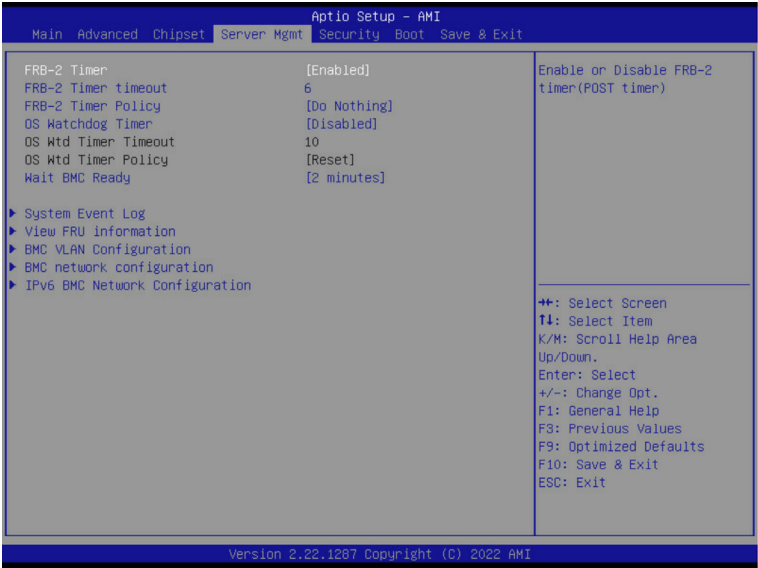 Aptio Setup – AMI
Main Advanced Chipset Server Mgmt Security Boot Save & Exit
FRB-2 Timer [Enabled]
FRB-2 Timer timeout 6
FRB-2 Timer Policy [Do Nothing]
OS Watchdog Timer [Disabled]
OS Wtd Timer Timeout 10
OS Wtd Timer Policy [Reset]
Wait BMC Ready [2 minutes]
System Event Log
View FRU information
BMC VLAN Configuration
BMC network configuration
IPv6 BMC Network Configuration
Enable or Disable FRB-2
timer(POST timer)
→←: Select Screen
↑↓: Select Item
K/M: Scroll Help Area
Up/Down.
Enter: Select
+/-: Change Opt.
F1: General Help
F3: Previous Values
F9: Optimized Defaults
F10: Save & Exit
ESC: Exit
Version 2.22.1287 Copyright (C) 2022 AMI